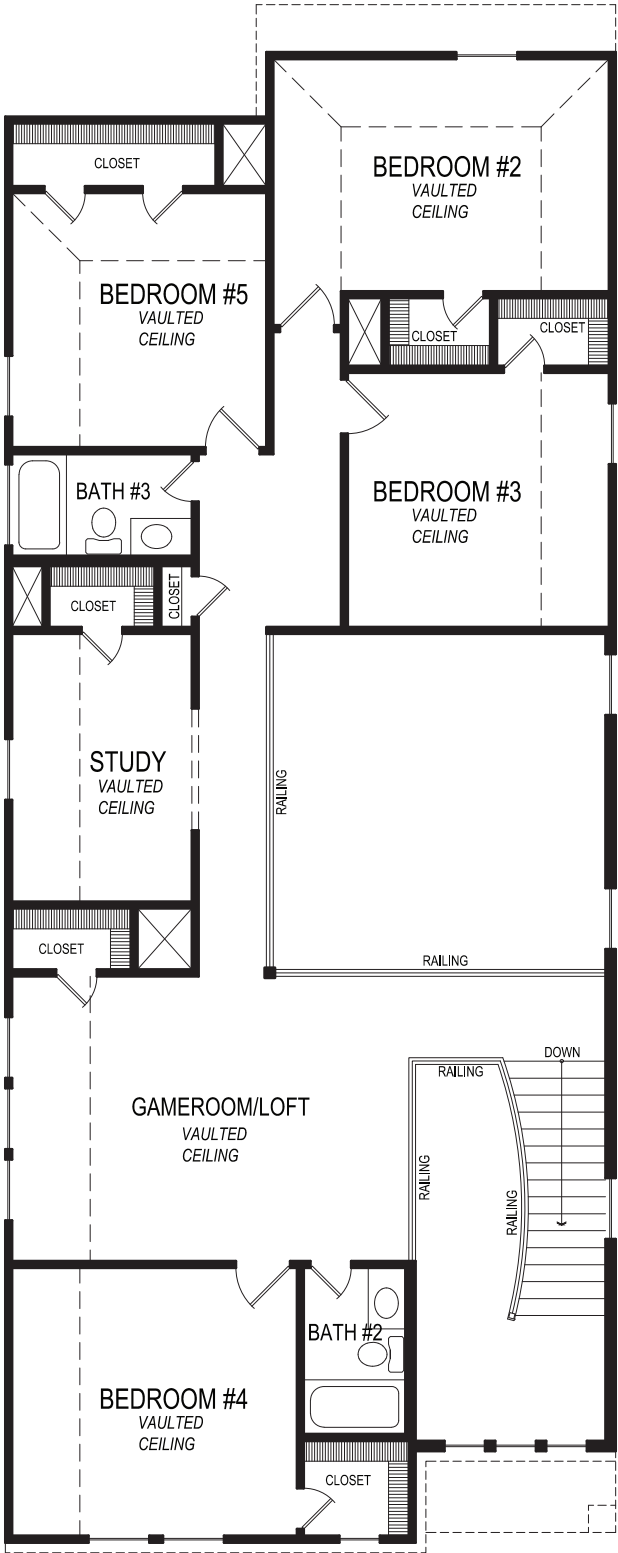 CLOSET
BEDROOM #2
VAULTED
CEILING
BEDROOM #5
VAULTED
CEILING
CLOSET
CLOSET
BATH #3
BEDROOM #3
VAULTED
CEILING
CLOSET
CLOSET
STUDY
VAULTED
CEILING
RAILING
CLOSET
RAILING
DOWN
RAILING
GAMEROOM/LOFT
VAULTED
CEILING
RAILING
RAILING
BATH #2
BEDROOM #4
VAULTED
CEILING
CLOSET